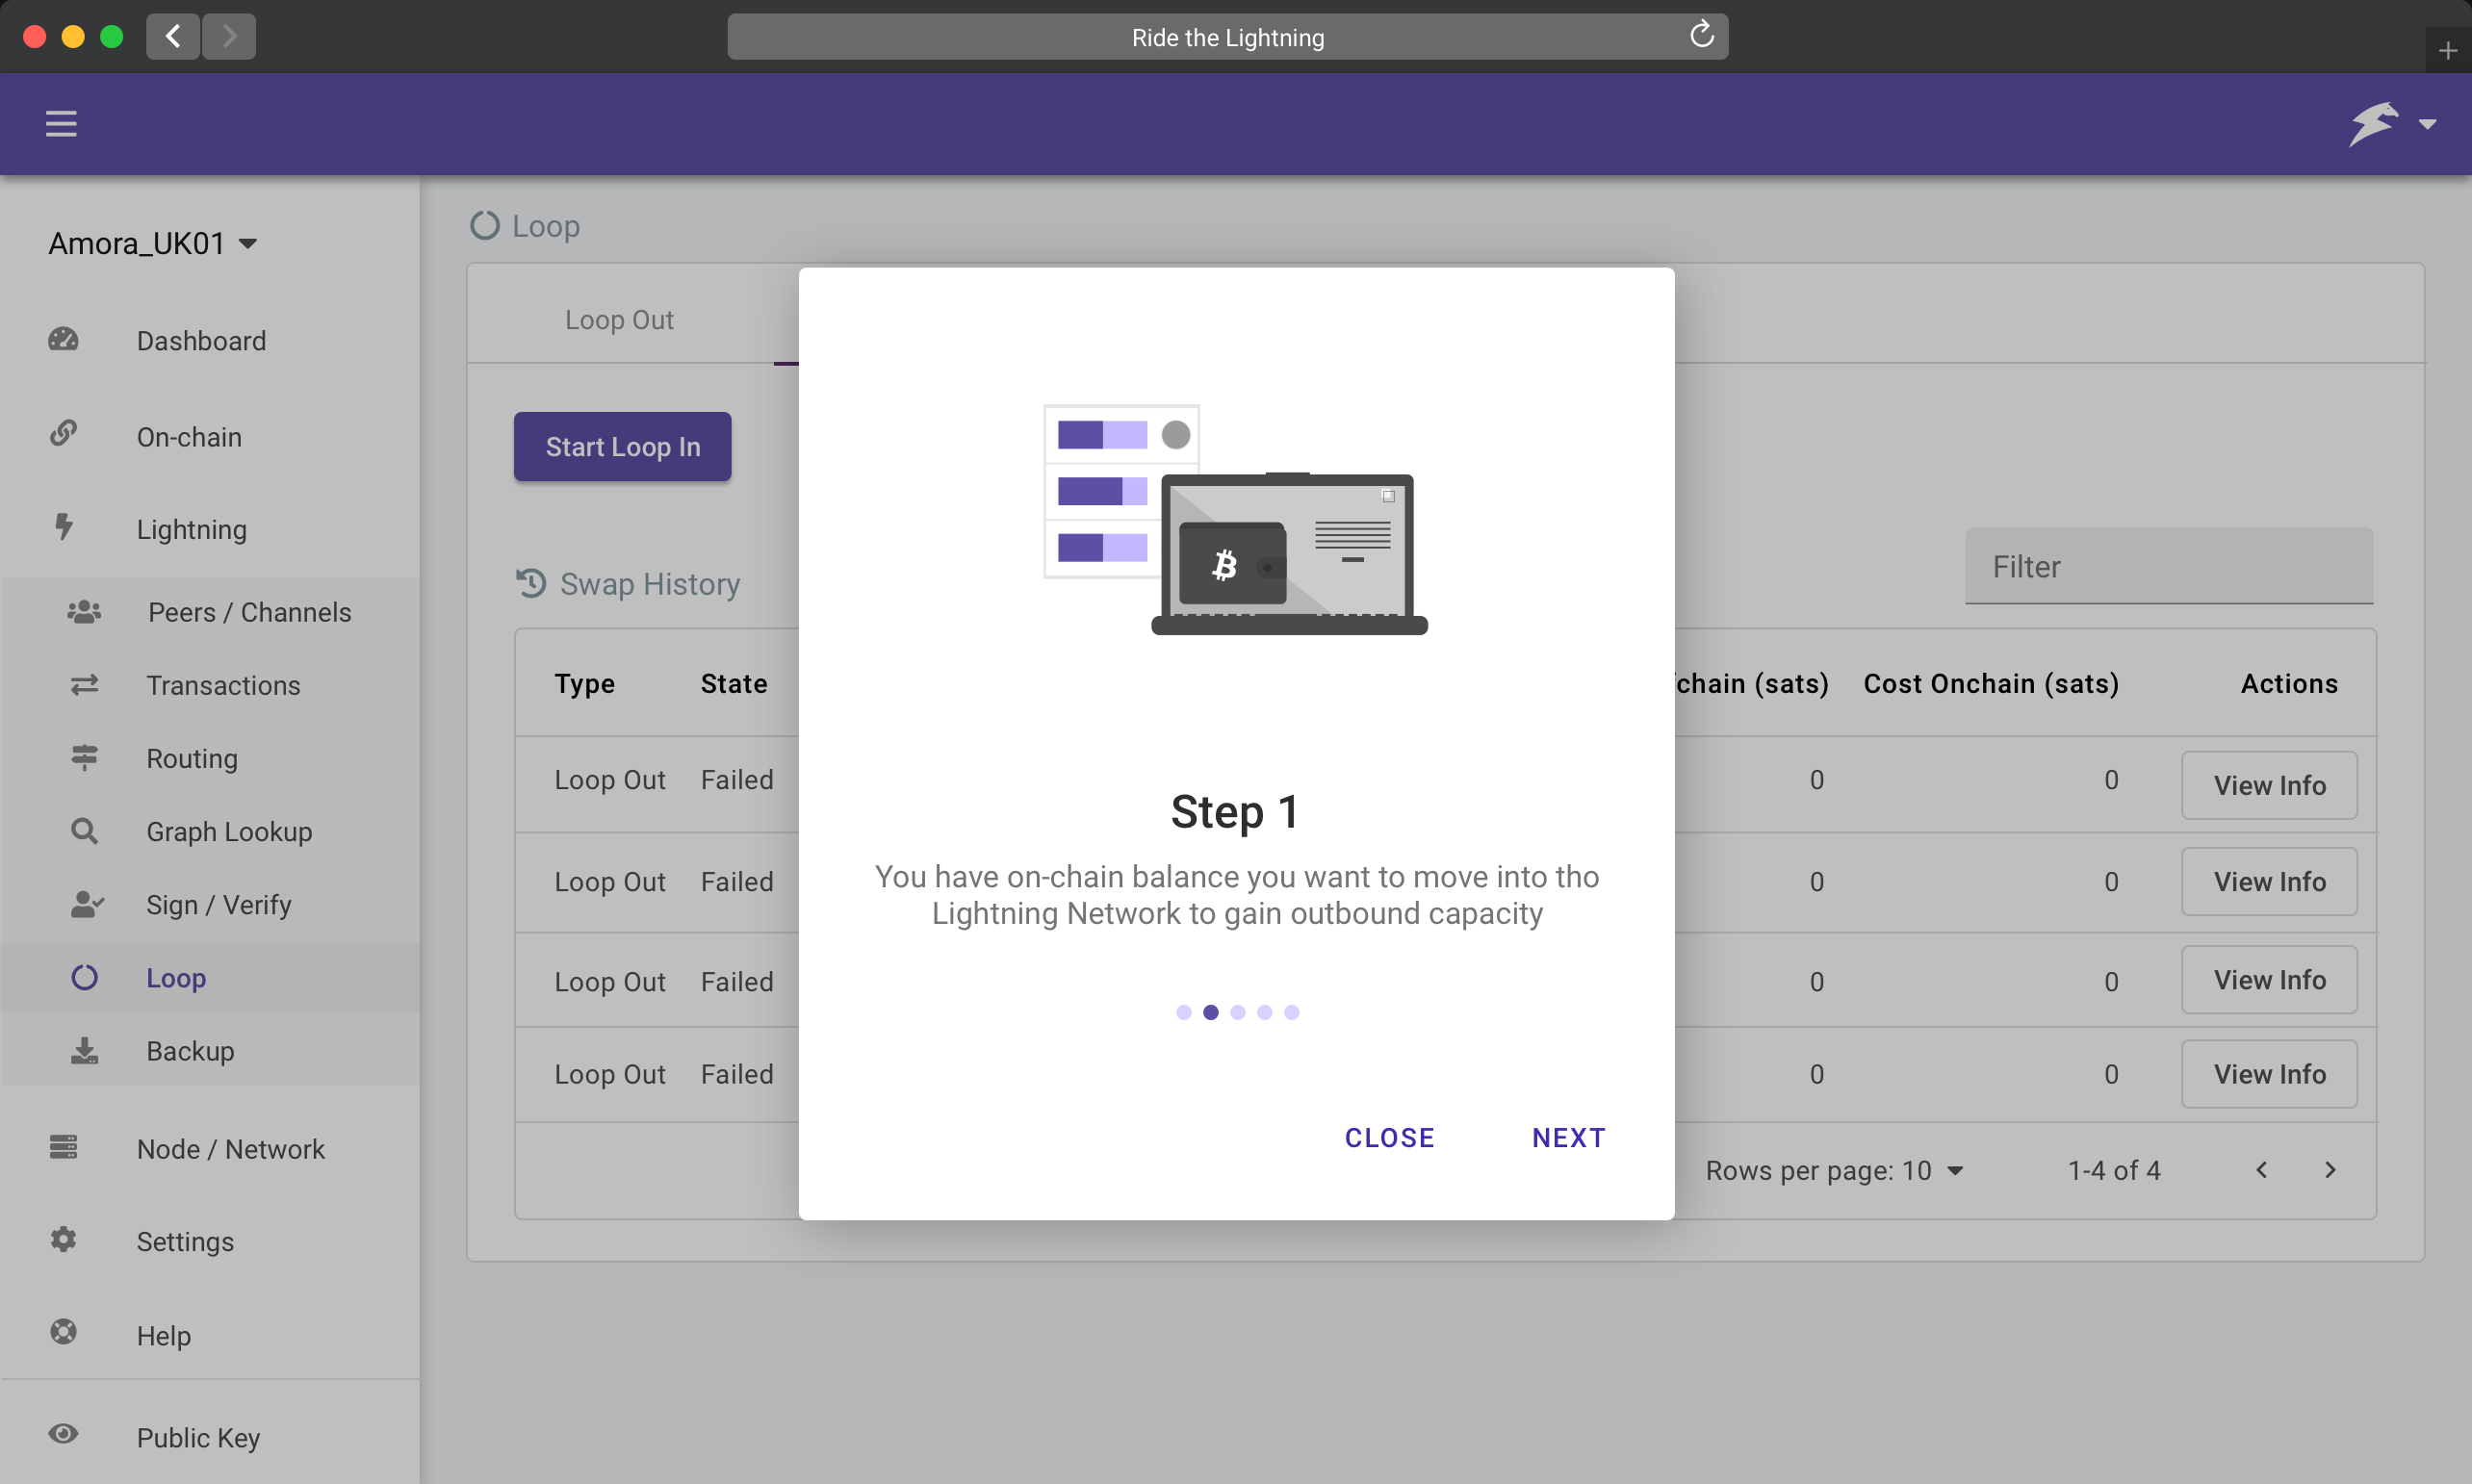 Ride the Lightning
Amora_UK01
Dashboard
On-chain
Lightning
Peers / Channels
Transactions
Routing
Graph Lookup
Sign / Verify
Loop
Backup
Node / Network
Settings
Help
Public Key
Loop
Loop Out
Start Loop In
Swap History
Filter
Type State chain (sats) Cost Onchain (sats) Actions
Loop Out Failed 0 0 View Info
Loop Out Failed 0 0 View Info
Loop Out Failed 0 0 View Info
Loop Out Failed 0 0 View Info
Rows per page: 10 1-4 of 4
Step 1
You have on-chain balance you want to move into tho
Lightning Network to gain outbound capacity
CLOSE NEXT